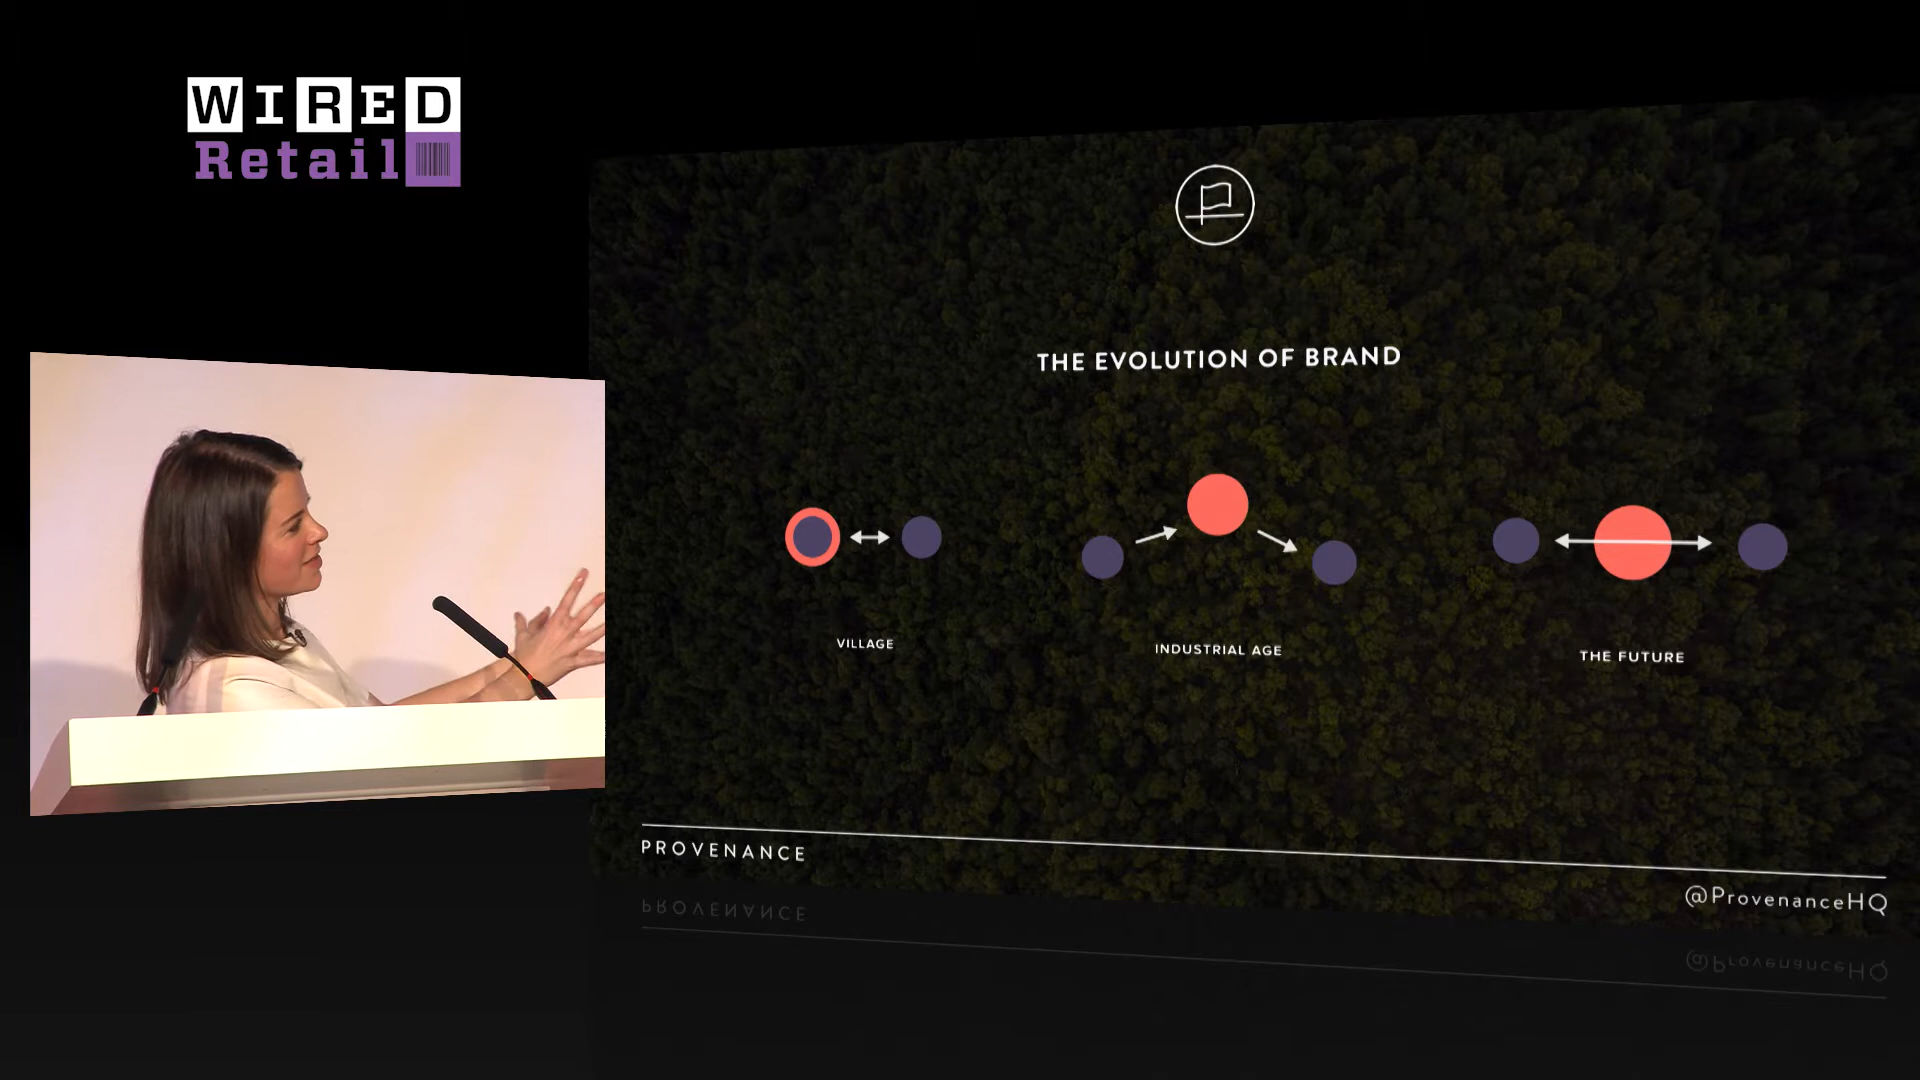 WIRED
Retail
THE EVOLUTION OF BRAND
VILLAGE
INDUSTRIAL AGE
THE FUTURE
PROVENANCE
@ProvenanceHQ